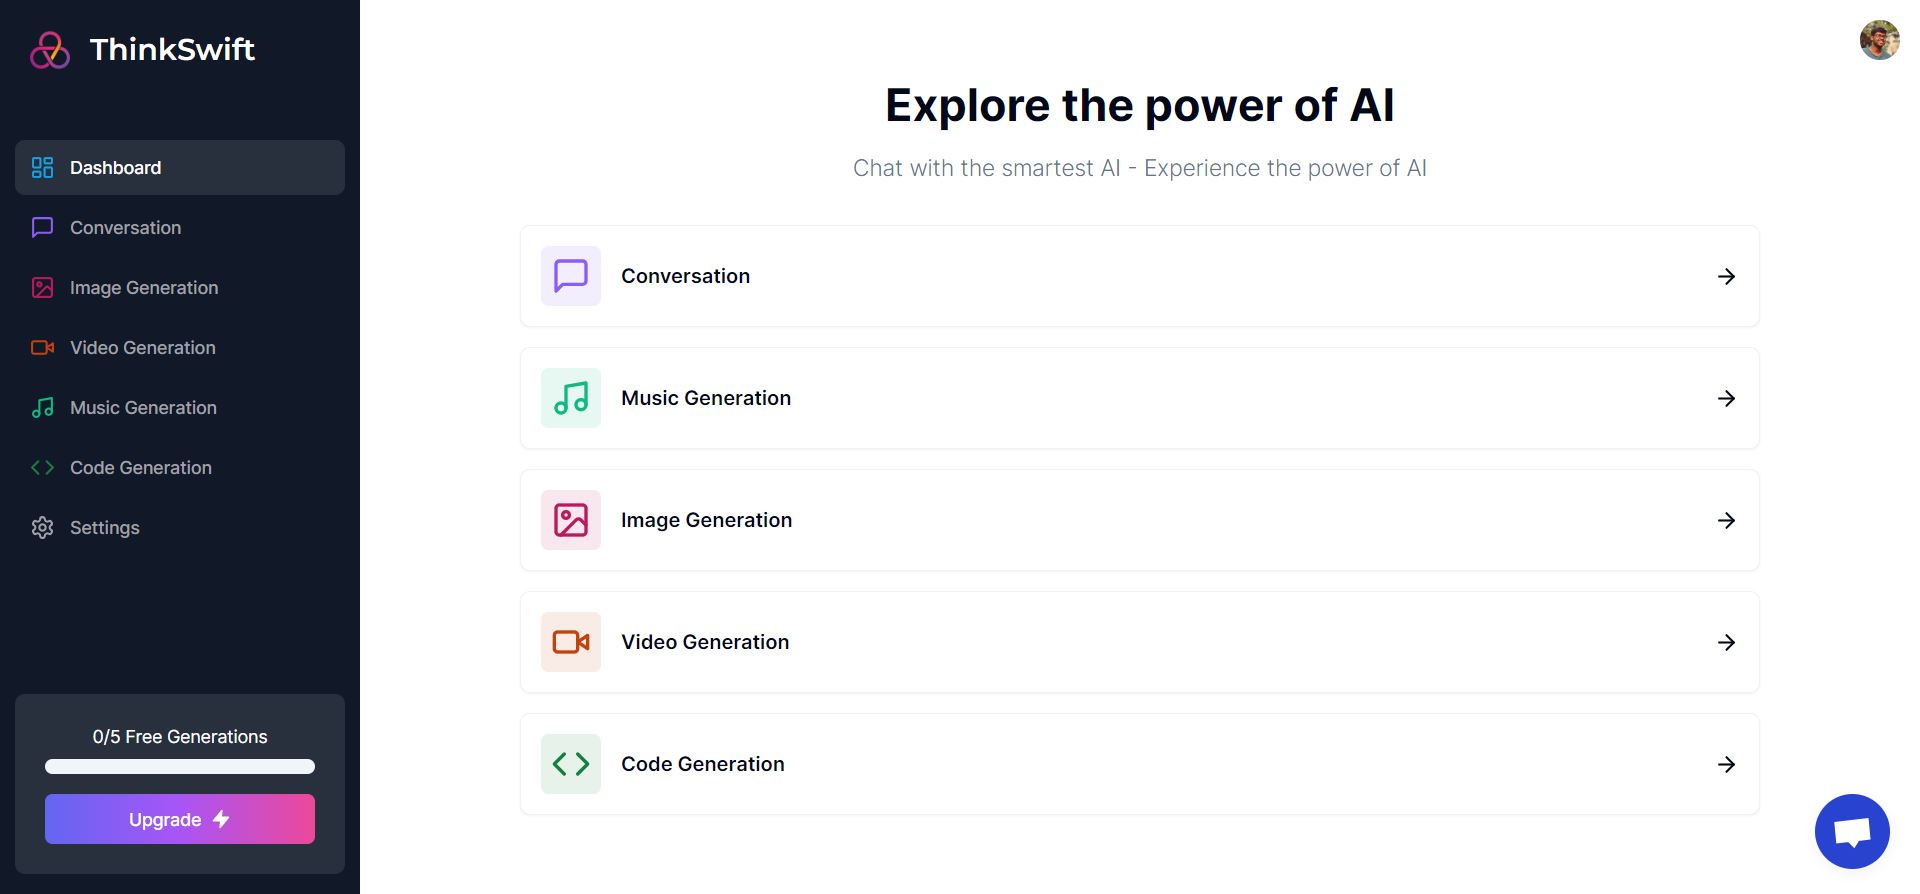 ThinkSwift
Dashboard
Conversation
Image Generation
Video Generation
Music Generation
Code Generation
Settings
0/5 Free Generations
Upgrade
Explore the power of AI
Chat with the smartest AI - Experience the power of AI
Conversation
Music Generation
Image Generation
Video Generation
Code Generation